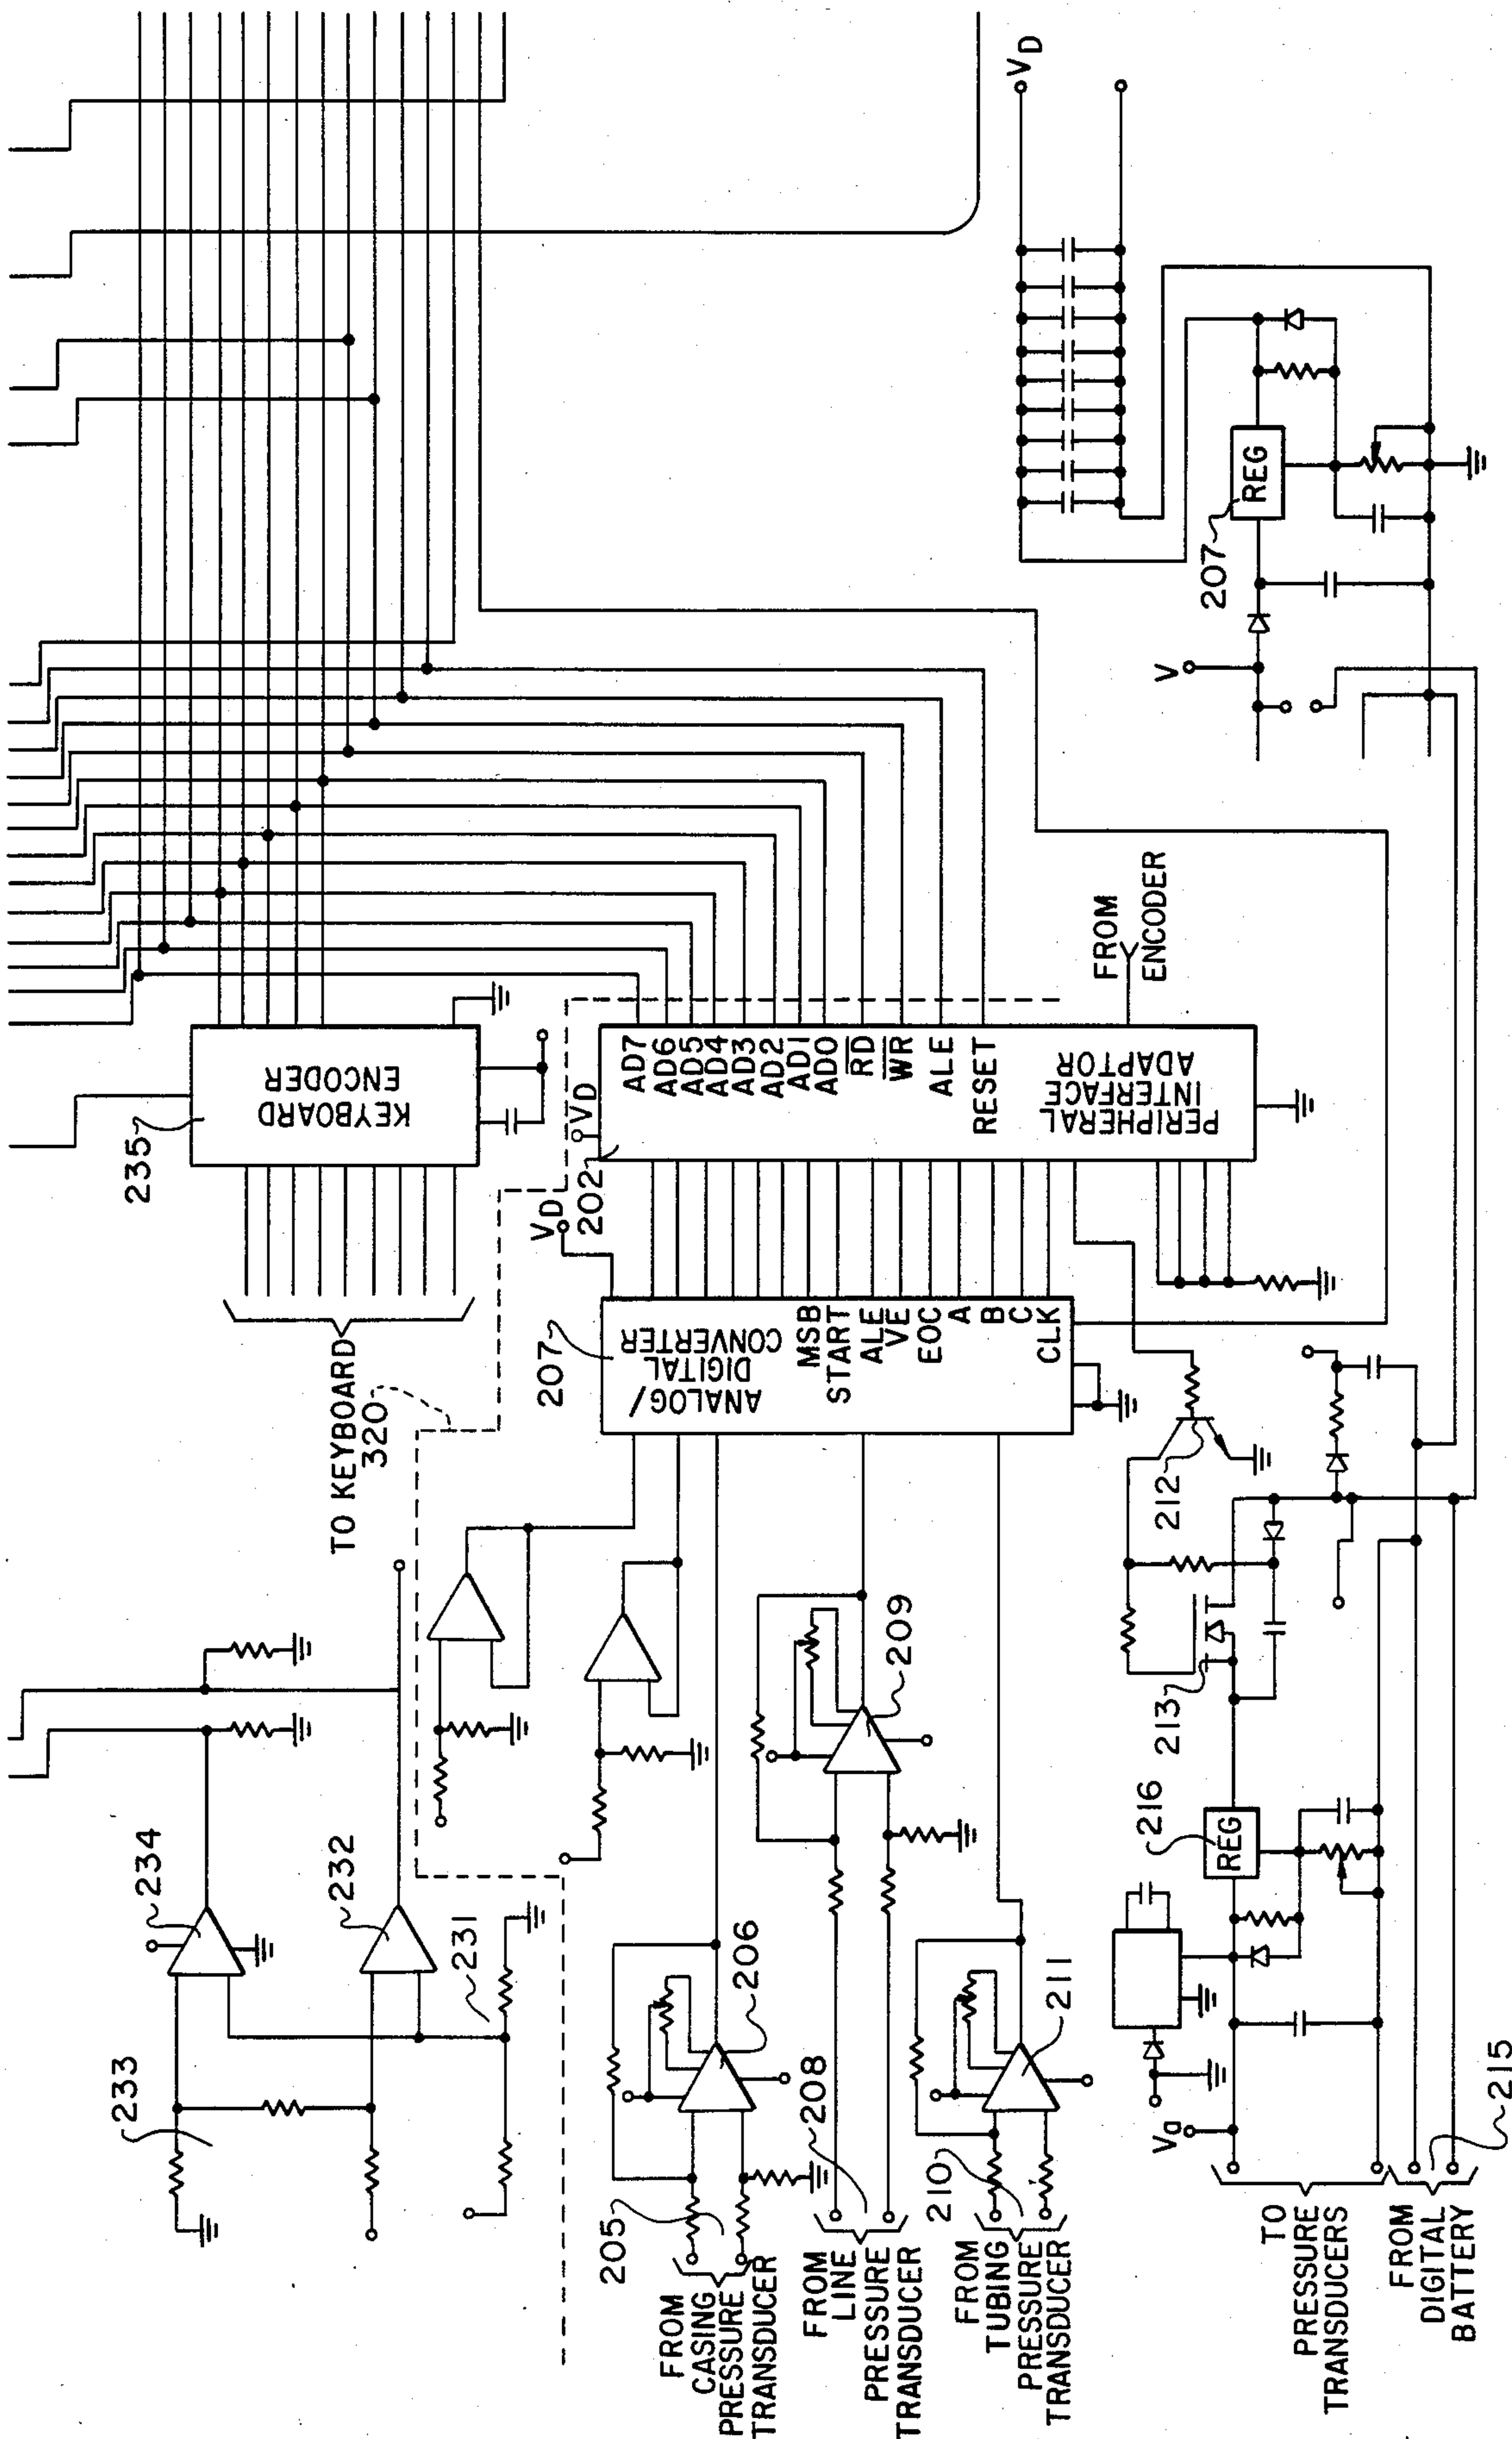 V_D
REG
207
V
FROM
ENCODER
KEYBOARD
ENCODER
235
V_D
202
AD7
AD6
AD5
AD4
AD3
AD2
AD1
AD0
RD
WR
ALE
RESET
PERIPHERAL
INTERFACE
ADAPTOR
V_D
207
ANALOG/
DIGITAL
CONVERTER
MSB
START
ALE
VE
EOC
A
B
C
CLK
TO KEYBOARD
320
212
213
209
216
REG
234
232
231
233
206
205
208
211
210
Va
215
FROM
CASING
PRESSURE
TRANSDUCER
FROM
LINE
PRESSURE
TRANSDUCER
FROM
TUBING
PRESSURE
TRANSDUCER
TO
PRESSURE
TRANSDUCERS
FROM
DIGITAL
BATTERY